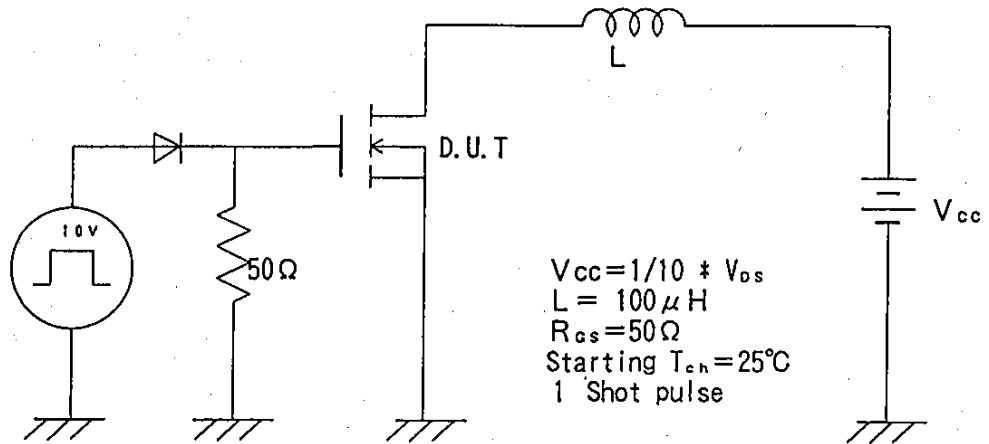 L
D.U.T
10V
50Ω
Vcc
Vcc=1/10 * VDS
L= 100μH
RGS=50Ω
Starting Tch=25℃
1 Shot pulse